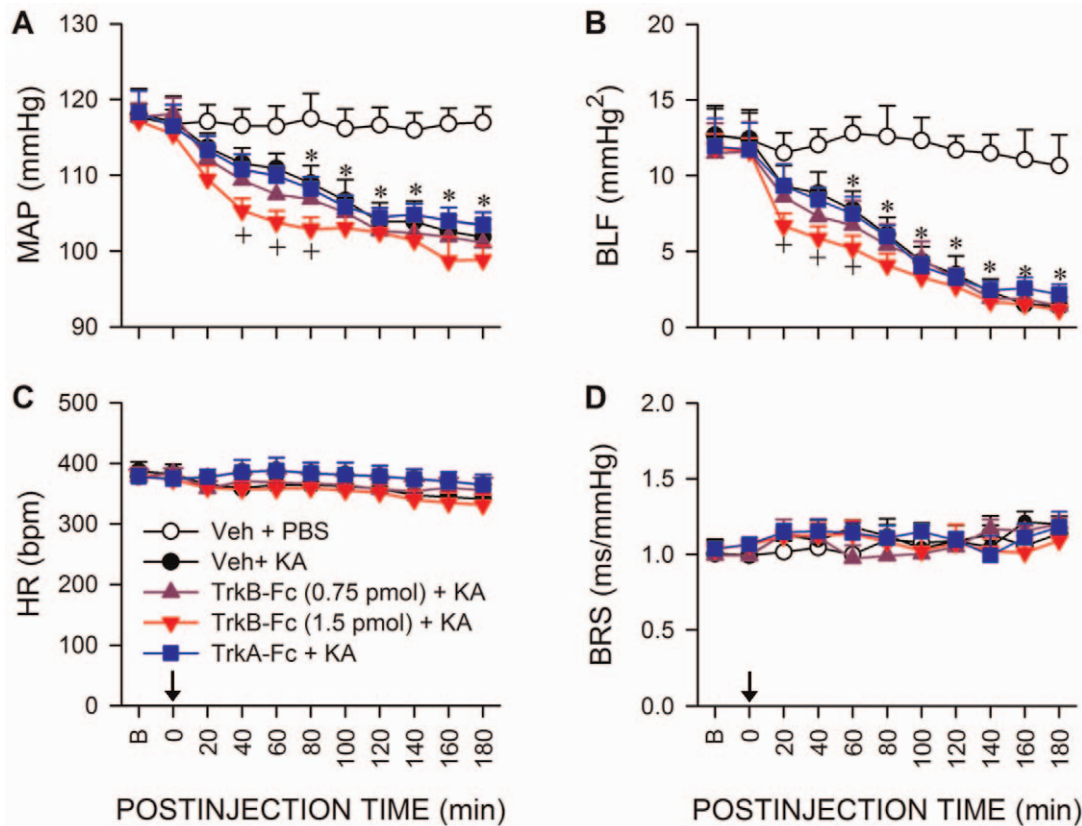 A
B
130
120
110
100
90
MAP (mmHg)
* * * * * *
+ + +
20
15
10
5
0
BLF (mmHg²)
* * * * * * *
+ + +
C
D
500
400
300
200
100
0
HR (bpm)
Veh + PBS
Veh+ KA
TrkB-Fc (0.75 pmol) + KA
TrkB-Fc (1.5 pmol) + KA
TrkA-Fc + KA
B 0 20 40 60 80 100 120 140 160 180
POSTINJECTION TIME (min)
2.0
1.5
1.0
0.5
0.0
BRS (ms/mmHg)
B 0 20 40 60 80 100 120 140 160 180
POSTINJECTION TIME (min)